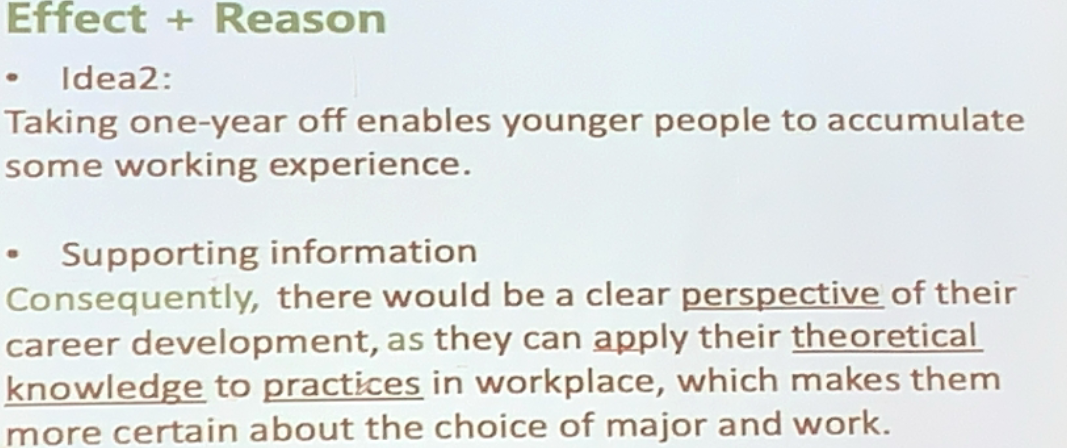 Effect + Reason
• Idea2:
Taking one-year off enables younger people to accumulate
some working experience.
• Supporting information
Consequently, there would be a clear perspective of their
career development, as they can apply their theoretical
knowledge to practices in workplace, which makes them
more certain about the choice of major and work.